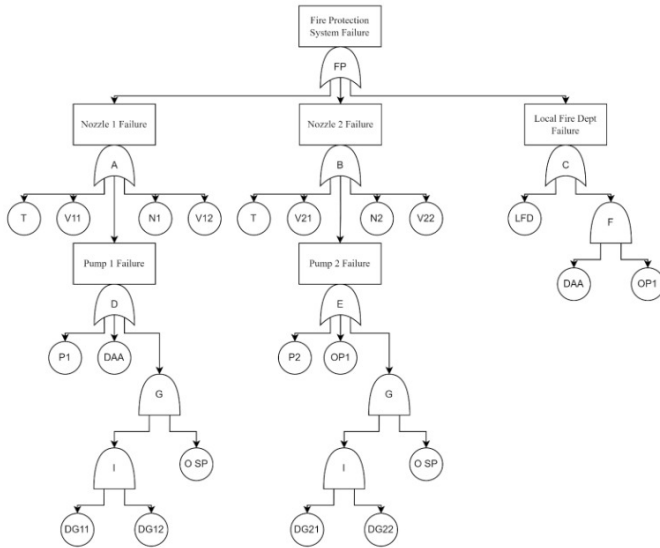 Fire Protection
System Failure
FP
Nozzle 1 Failure
Nozzle 2 Failure
Local Fire Dept
Failure
A
B
C
T
V11
N1
V12
T
V21
N2
V22
LFD
F
Pump 1 Failure
Pump 2 Failure
DAA
OP1
D
E
P1
DAA
P2
OP1
G
G
I
O SP
I
O SP
DG11
DG12
DG21
DG22